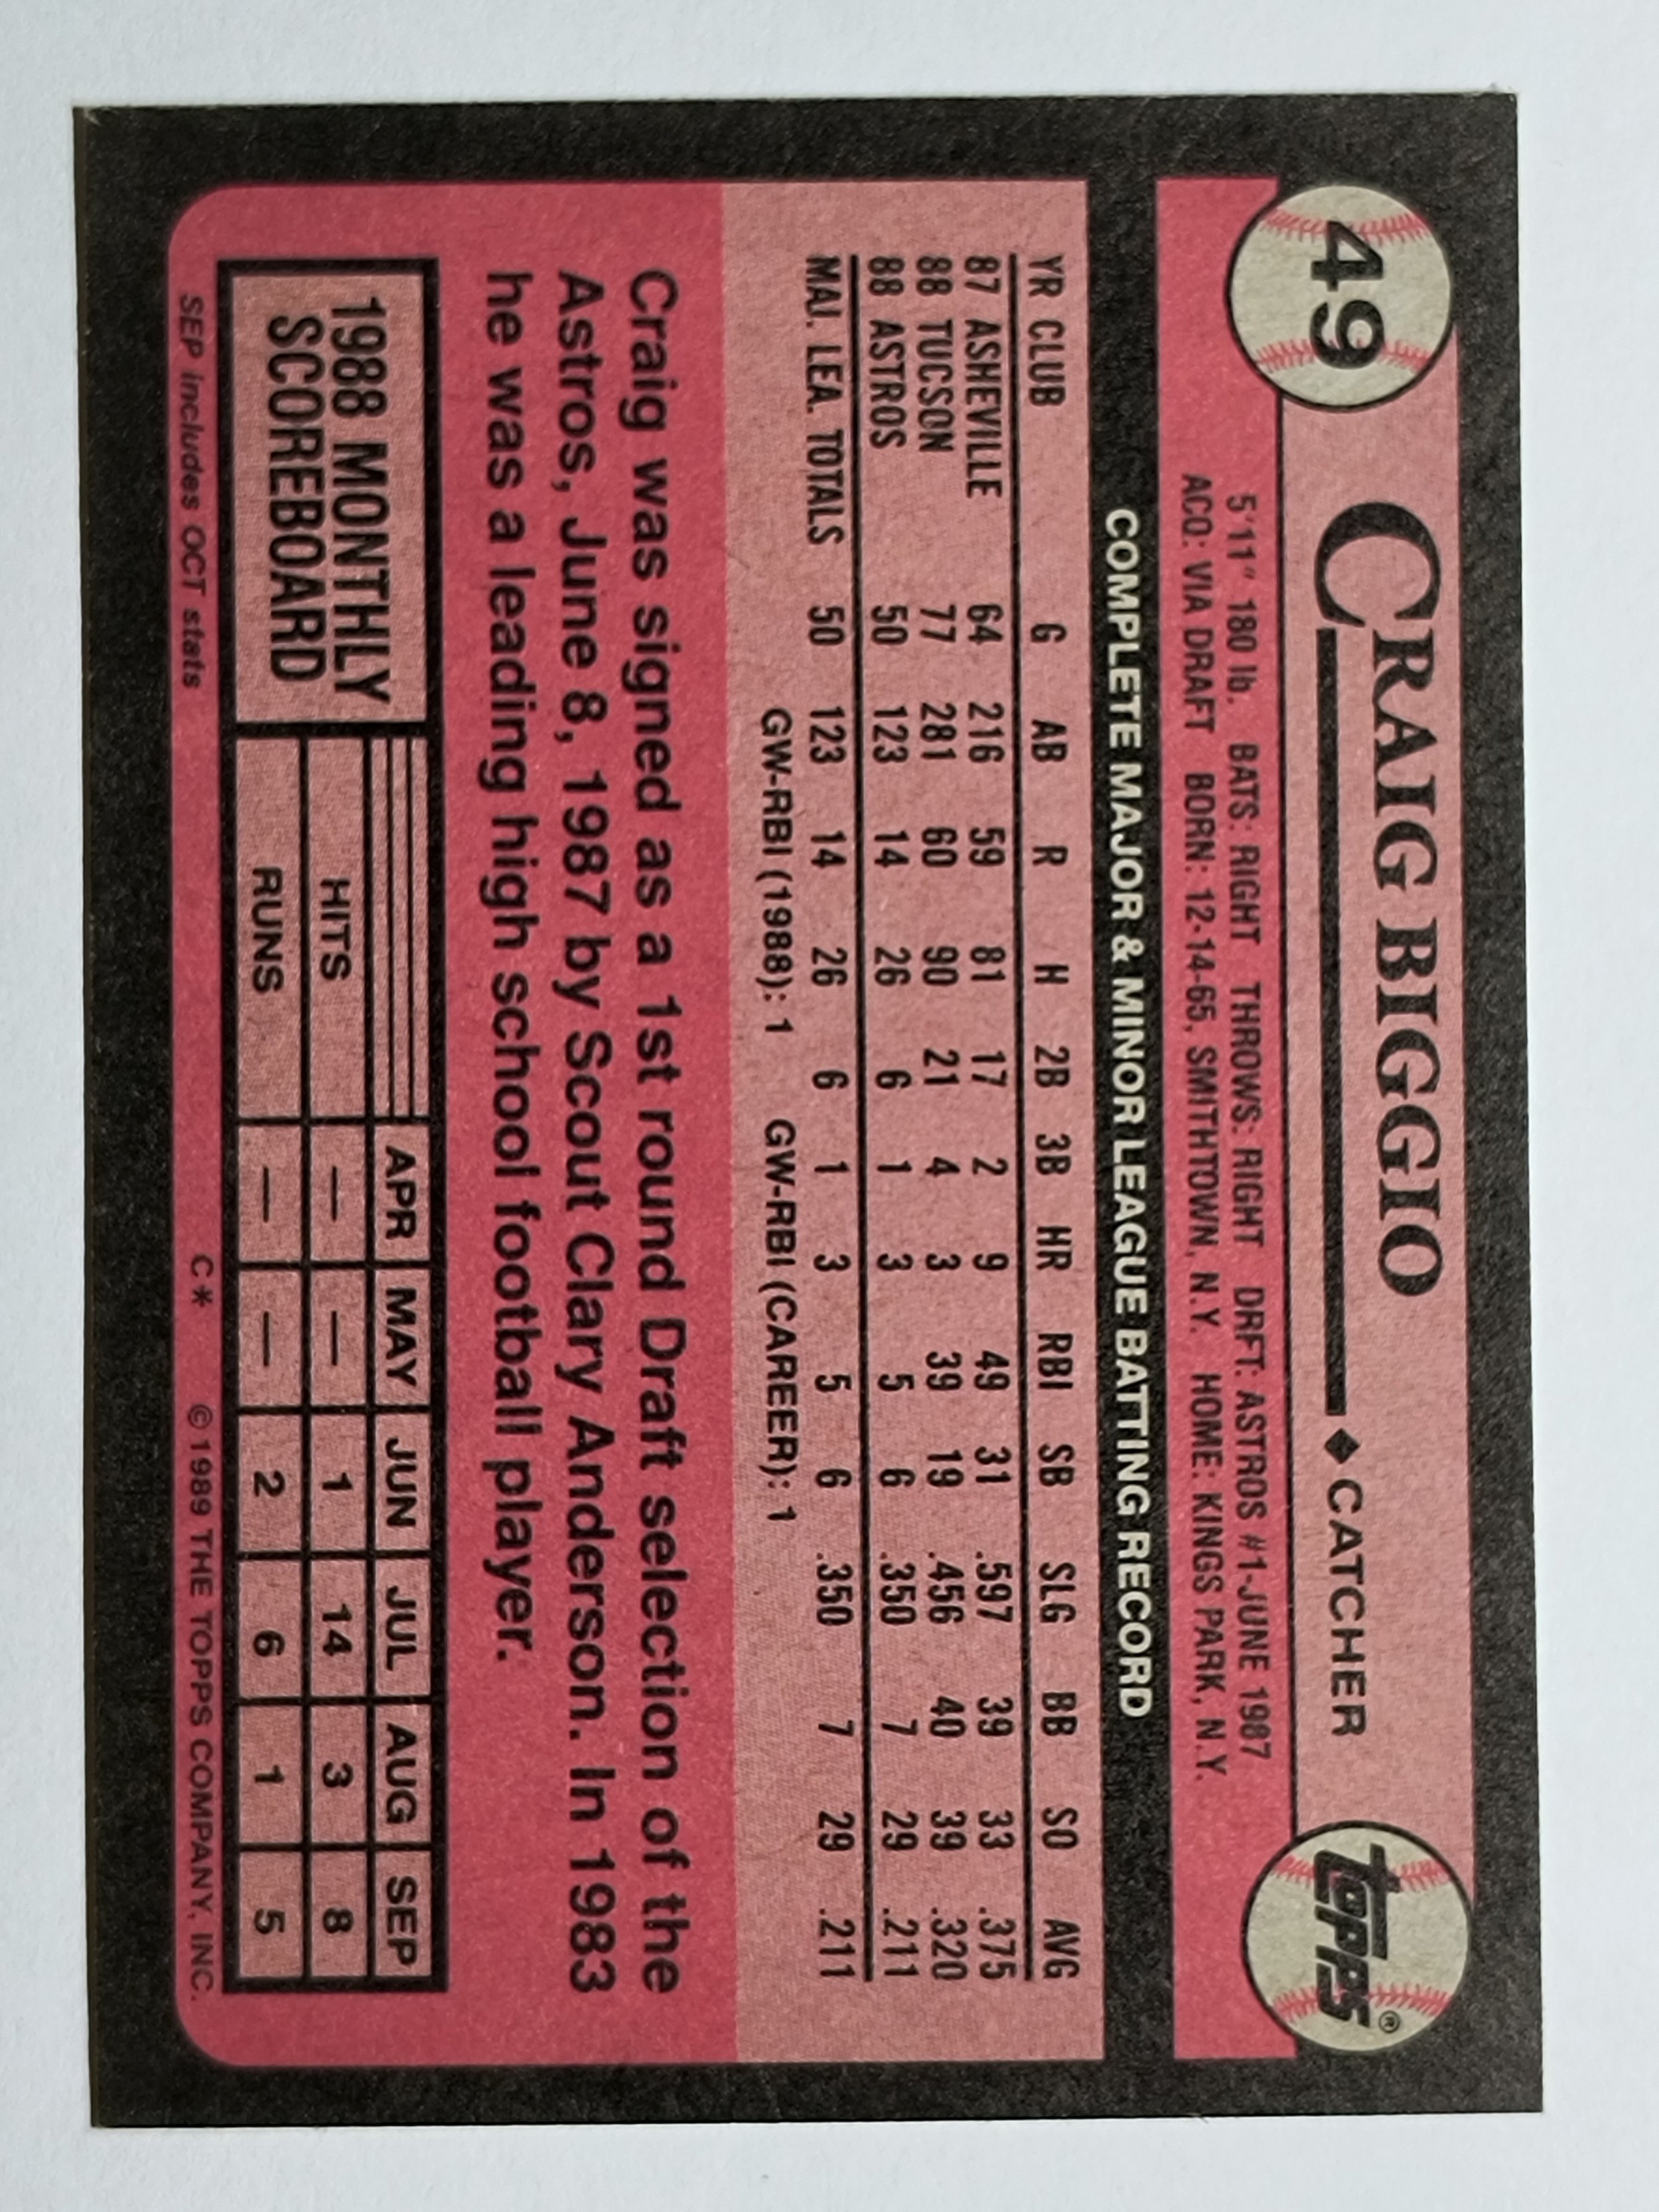 49 CRAIG BIGGIO ◆ CATCHER topps®
5'11" 180 lb. BATS: RIGHT THROWS: RIGHT DRFT: ASTROS #1-JUNE 1987
ACQ: VIA DRAFT BORN: 12-14-65, SMITHTOWN, N.Y. HOME: KINGS PARK, N.Y.
COMPLETE MAJOR & MINOR LEAGUE BATTING RECORD
YR CLUB G AB R H 2B 3B HR RBI SB SLG BB SO AVG
87 ASHEVILLE 64 216 59 81 17 2 9 49 31 .597 39 33 .375
88 TUCSON 77 281 60 90 21 4 3 39 19 .456 40 39 .320
88 ASTROS 50 123 14 26 6 1 3 5 6 .350 7 29 .211
MAJ. LEA. TOTALS 50 123 14 26 6 1 3 5 6 .350 7 29 .211
GW-RBI (1988): 1 GW-RBI (CAREER): 1
Craig was signed as a 1st round Draft selection of the
Astros, June 8, 1987 by Scout Clary Anderson. In 1983
he was a leading high school football player.
1988 MONTHLY
SCOREBOARD
APR MAY JUN JUL AUG SEP
HITS — — 1 14 3 8
RUNS — — 2 6 1 5
SEP includes OCT stats C* © 1989 THE TOPPS COMPANY, INC.